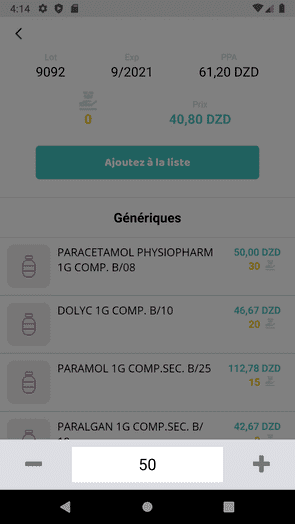 4:14
Lot Exp PPA
9092 9/2021 61,20 DZD
Prix
0 40,80 DZD
Ajoutez à la liste
Génériques
PARACETAMOL PHYSIOPHARM 50,00 DZD
1G COMP. B/08 30
DOLYC 1G COMP. B/10 46,67 DZD
20
PARAMOL 1G COMP.SEC. B/25 112,78 DZD
15
PARALGAN 1G COMP.SEC. B/ 42,67 DZD
50